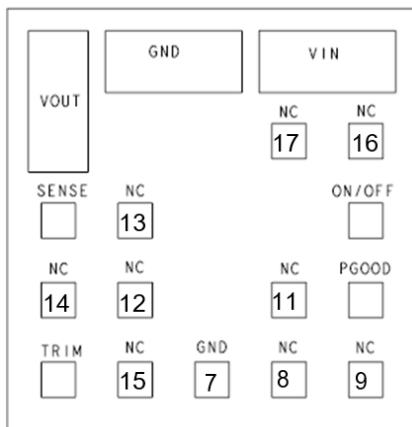 GND VIN
VOUT
NC NC
17 16
SENSE NC ON/OFF
13
NC NC NC PGOOD
14 12 11
TRIM NC GND NC NC
15 7 8 9